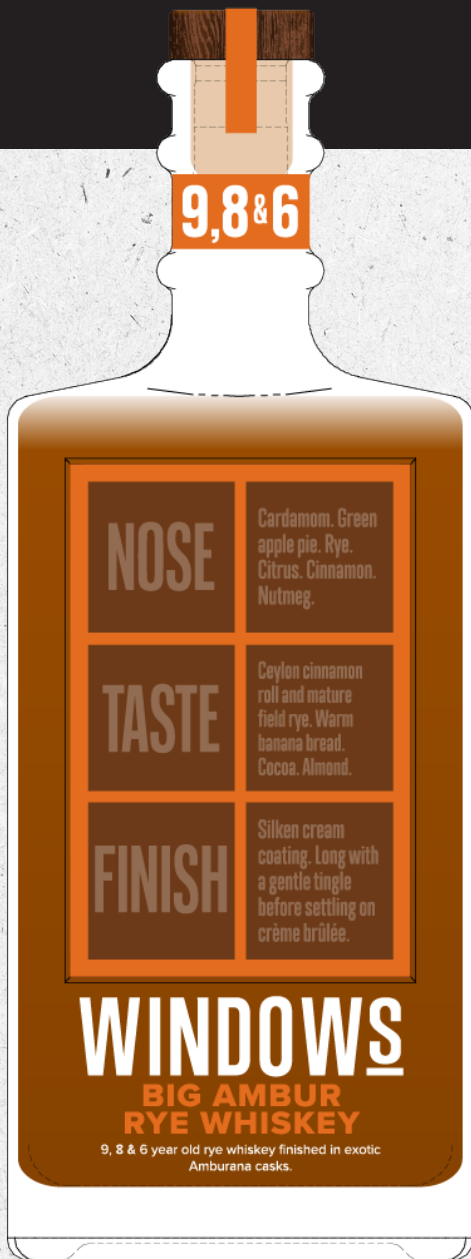 9,8&6
NOSE
Cardamom. Green
apple pie. Rye.
Citrus. Cinnamon.
Nutmeg.
TASTE
Ceylon cinnamon
roll and mature
field rye. Warm
banana bread.
Cocoa. Almond.
FINISH
Silken cream
coating. Long with
a gentle tingle
before settling on
crème brûlée.
WINDOWS
BIG AMBUR
RYE WHISKEY
9, 8 & 6 year old rye whiskey finished in exotic
Amburana casks.